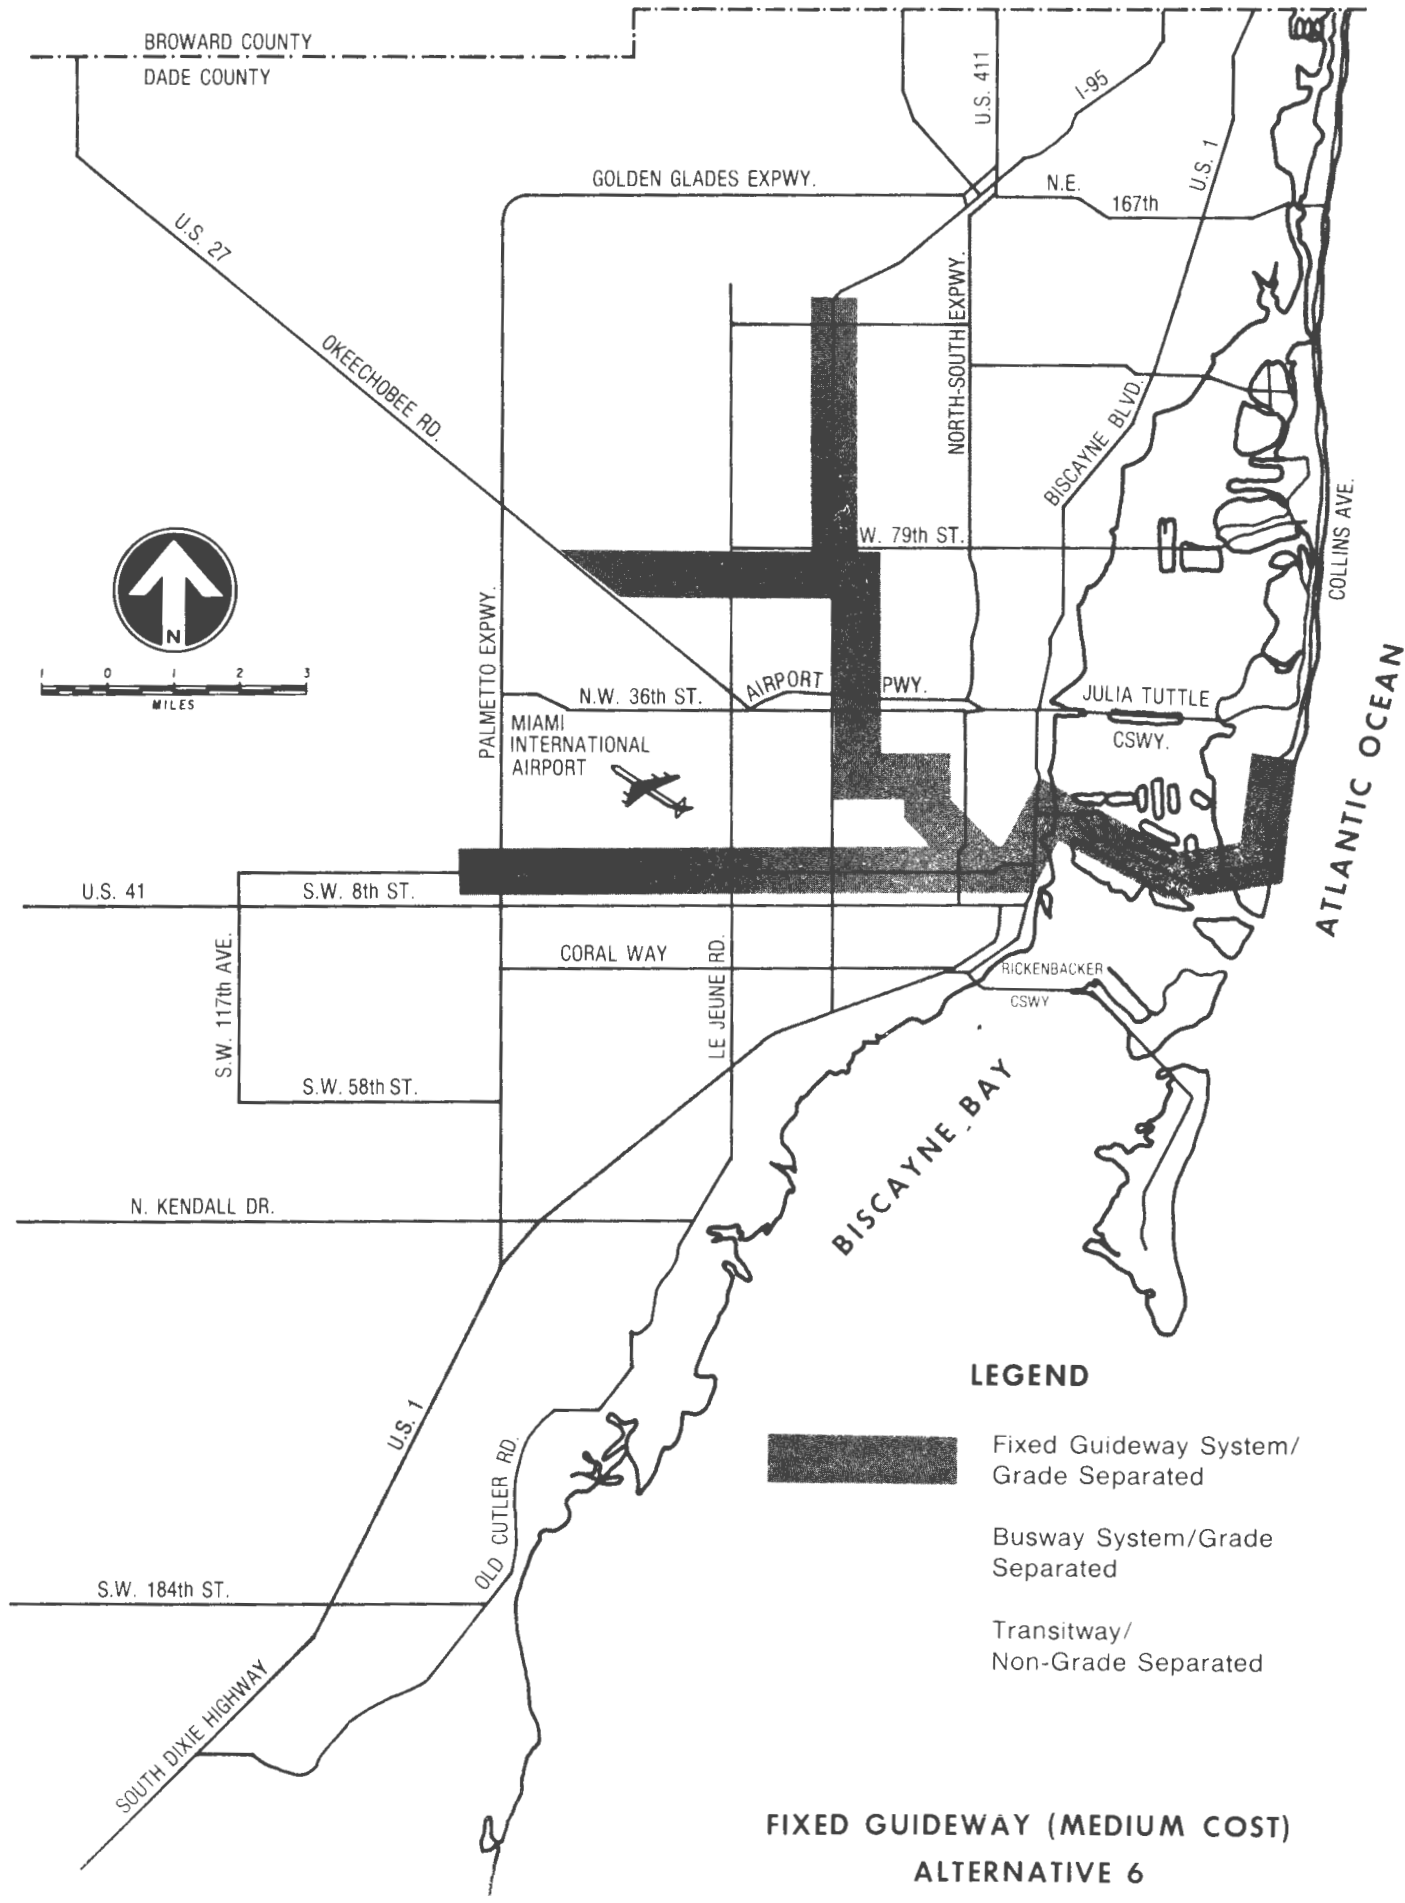 BROWARD COUNTY
DADE COUNTY
U.S. 411
I-95
U.S. 1
GOLDEN GLADES EXPWY.
N.E.
167th
U.S. 27
OKEECHOBEE RD.
NORTH-SOUTH EXPWY.
BISCAYNE BLVD.
COLLINS AVE.
W. 79th ST.
N
1 0 1 2 3
MILES
PALMETTO EXPWY.
N.W. 36th ST.
AIRPORT
PWY.
JULIA TUTTLE
CSWY.
MIAMI
INTERNATIONAL
AIRPORT
ATLANTIC OCEAN
U.S. 41
S.W. 8th ST.
S.W. 117th AVE.
CORAL WAY
LE JEUNE RD.
RICKENBACKER
CSWY
S.W. 58th ST.
BISCAYNE BAY
N. KENDALL DR.
LEGEND
Fixed Guideway System/
Grade Separated
Busway System/Grade
Separated
Transitway/
Non-Grade Separated
U.S. 1
OLD CUTLER RD.
S.W. 184th ST.
SOUTH DIXIE HIGHWAY
FIXED GUIDEWAY (MEDIUM COST)
ALTERNATIVE 6